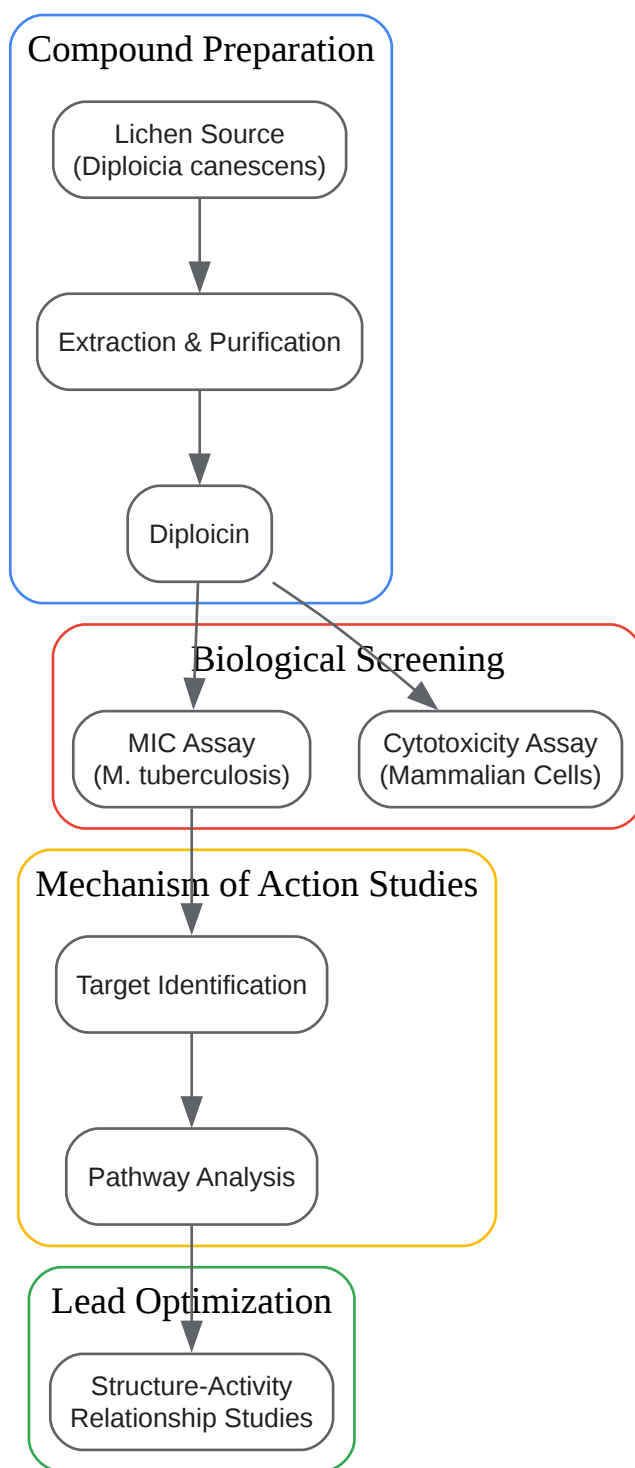 Compound Preparation
Lichen Source
(Diploicia canescens)
Extraction & Purification
Diploicin
Biological Screening
MIC Assay
(M. tuberculosis)
Cytotoxicity Assay
(Mammalian Cells)
Mechanism of Action Studies
Target Identification
Pathway Analysis
Lead Optimization
Structure-Activity
Relationship Studies